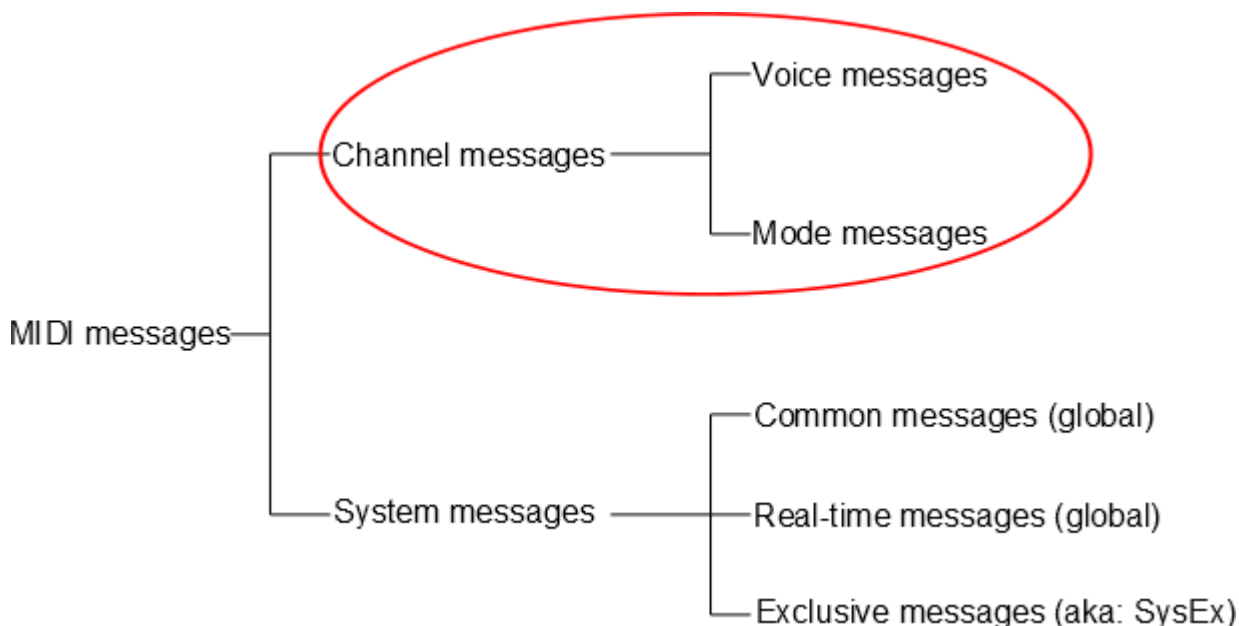 Voice messages
Channel messages
Mode messages
MIDI messages
Common messages (global)
System messages
Real-time messages (global)
Exclusive messages (aka: SysEx)